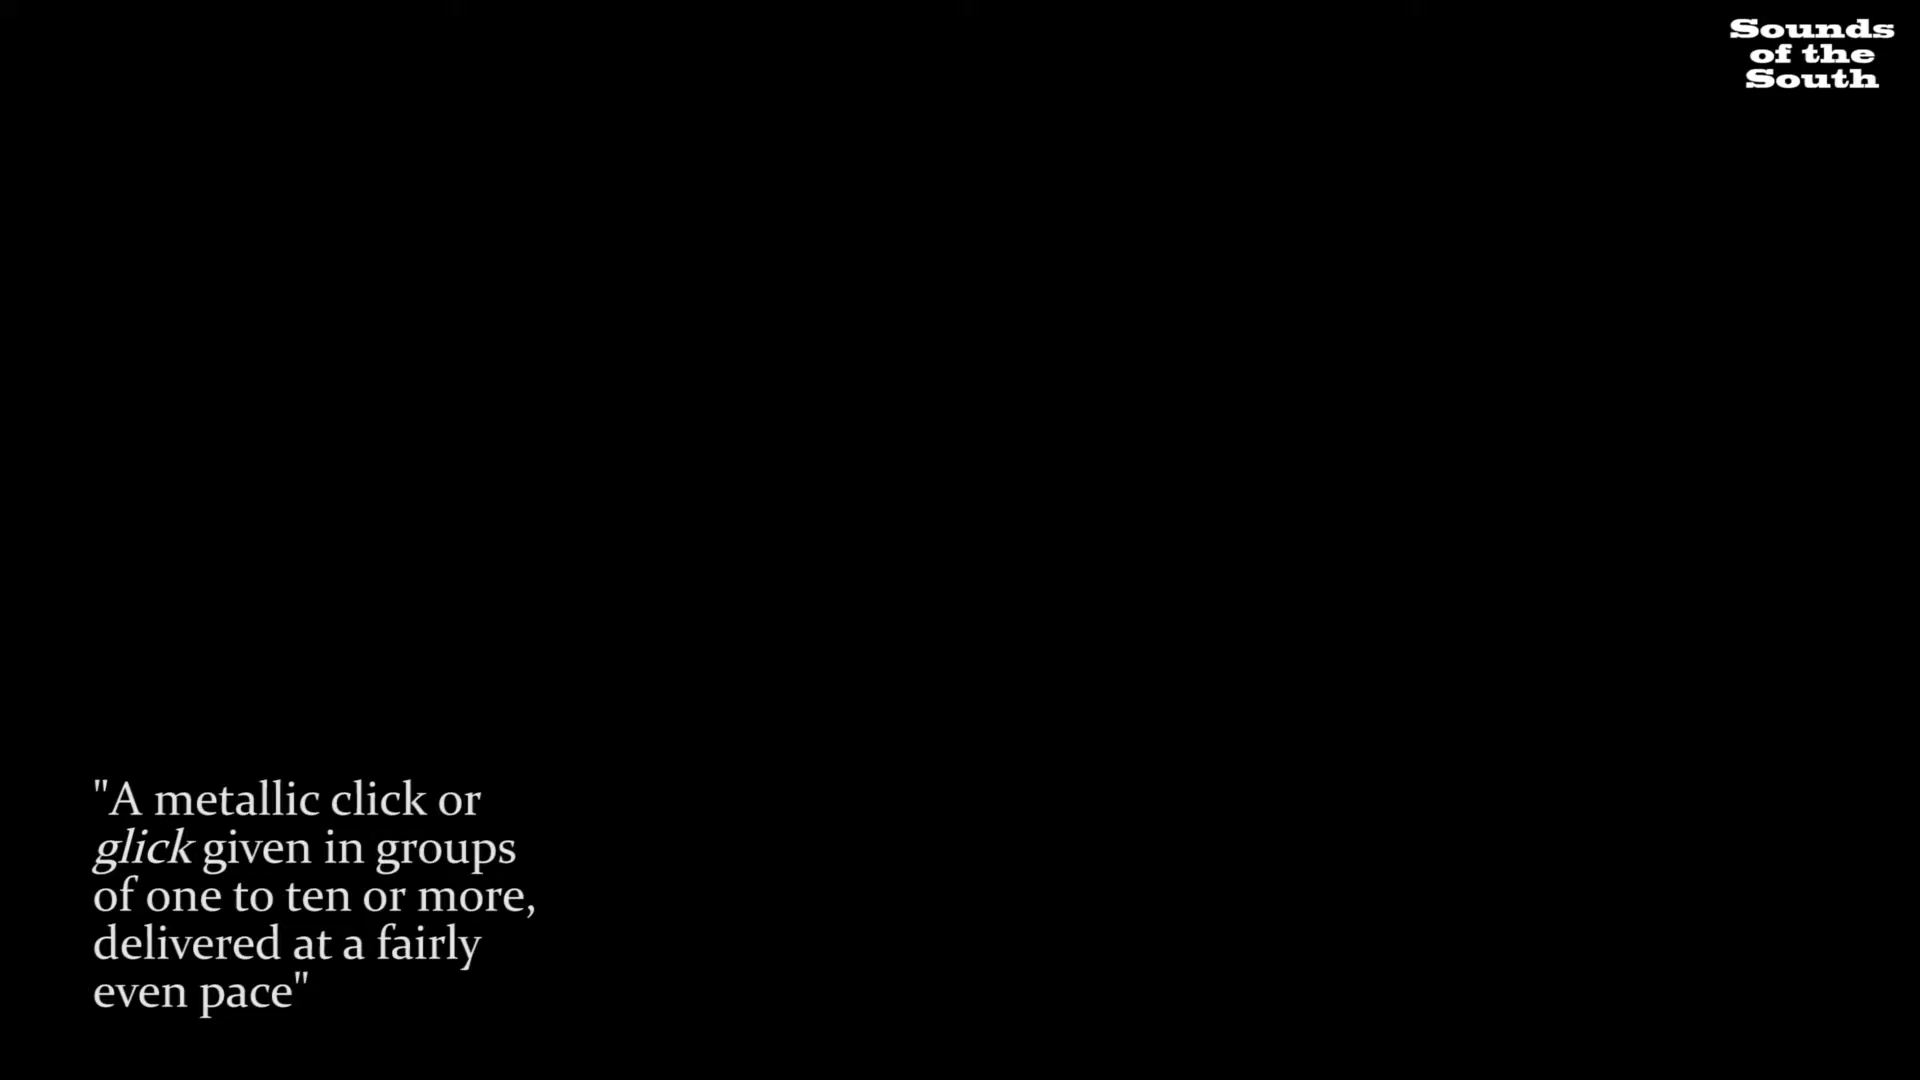 Sounds
of the
South
"A metallic click or
glick given in groups
of one to ten or more,
delivered at a fairly
even pace"